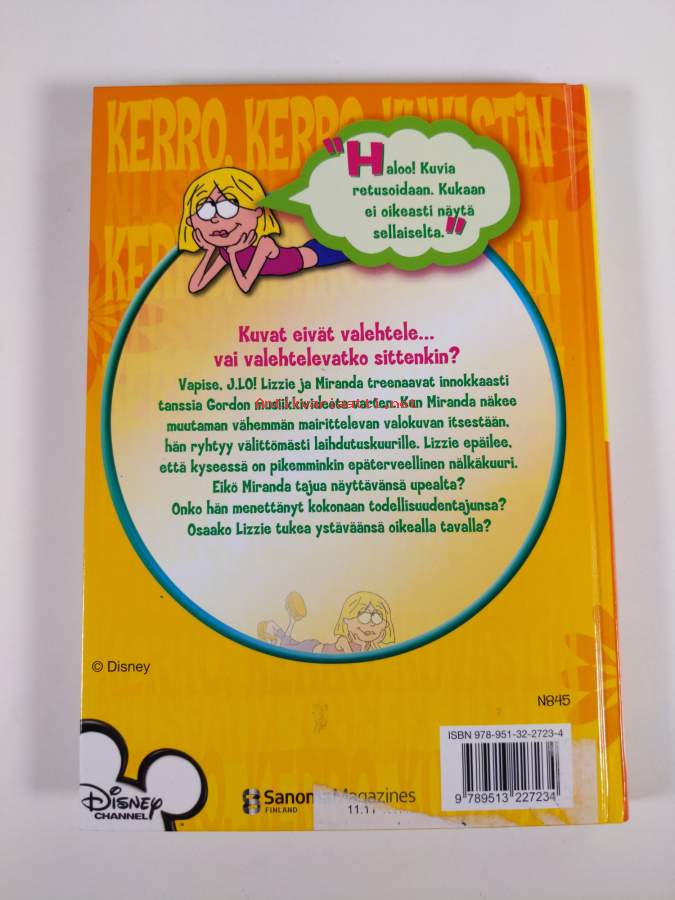 KERRO, KERRO, KUVASTIN
"Haloo! Kuvia
retusoidaan. Kukaan
ei oikeasti näytä
sellaiselta."
Kuvat eivät valehtele...
vai valehtelevatko sittenkin?
Vapise, J.LO! Lizzie ja Miranda treenaavat innokkaasti
tanssia Gordon musiikkivideota varten. Kun Miranda näkee
muutaman vähemmän mairittelevan valokuvan itsestään,
hän ryhtyy välittömästi laihdutuskuurille. Lizzie epäilee,
että kyseessä on pikemminkin epäterveellinen nälkäkuuri.
Eikö Miranda tajua näyttävänsä upealta?
Onko hän menettänyt kokonaan todellisuudentajunsa?
Osaako Lizzie tukea ystäväänsä oikealla tavalla?
© Disney
N845
ISBN 978-951-32-2723-4
9 789513 227234
Disney
CHANNEL
Sanoma Magazines
FINLAND
11.11